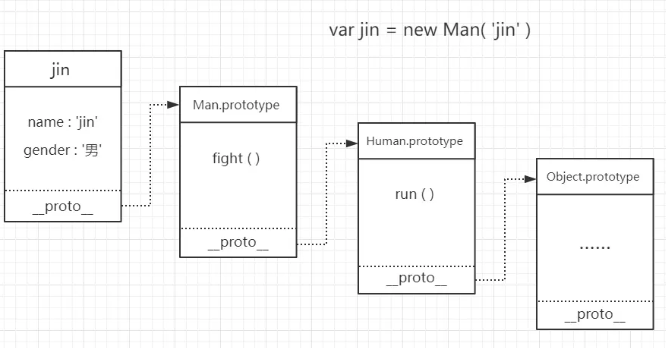 var jin = new Man( 'jin' )
jin
name : 'jin'
gender : '男'
__proto__
Man.prototype
fight ( )
__proto__
Human.prototype
run ( )
__proto__
Object.prototype
......
__proto__